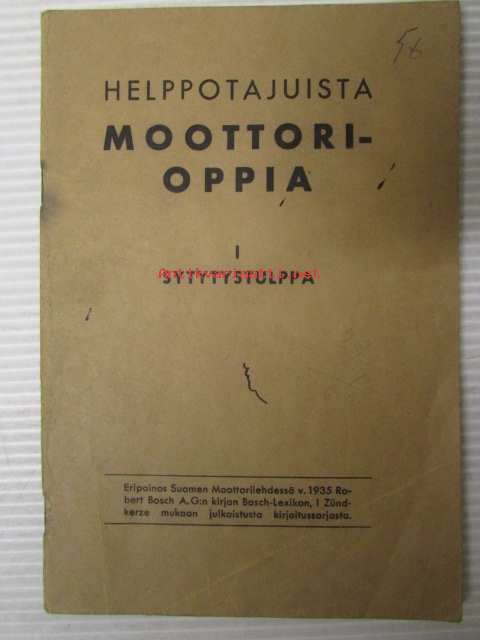 HELPPOTAJUISTA
MOOTTORI-
OPPIA
I
SYTYTYSTULPPA
Eripainos Suomen Moottorilehdessä v. 1935 Ro-
bert Bosch A.G:n kirjan Bosch-Lexikon, I Zünd-
kerze mukaan julkaistusta kirjoitussarjasta.